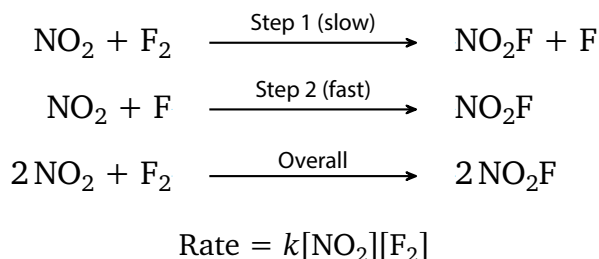 NO₂ + F₂ Step 1 (slow) NO₂F + F
NO₂ + F Step 2 (fast) NO₂F
2 NO₂ + F₂ Overall 2 NO₂F
Rate = k[NO₂][F₂]